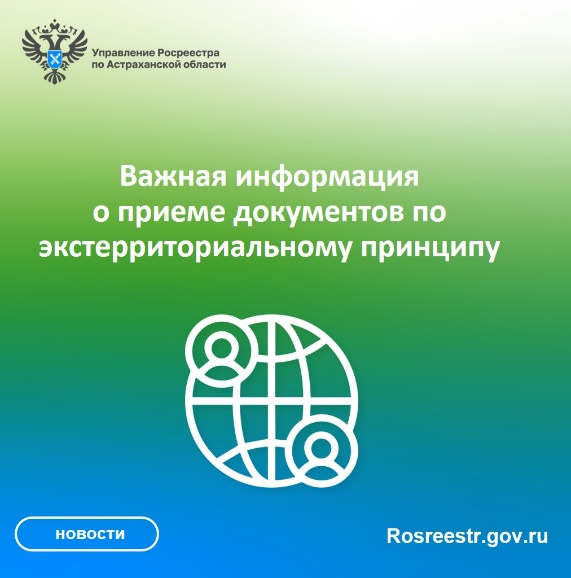 Управление Росреестра
по Астраханской области
Важная информация
о приеме документов по
экстерриториальному принципу
новости
Rosreestr.gov.ru